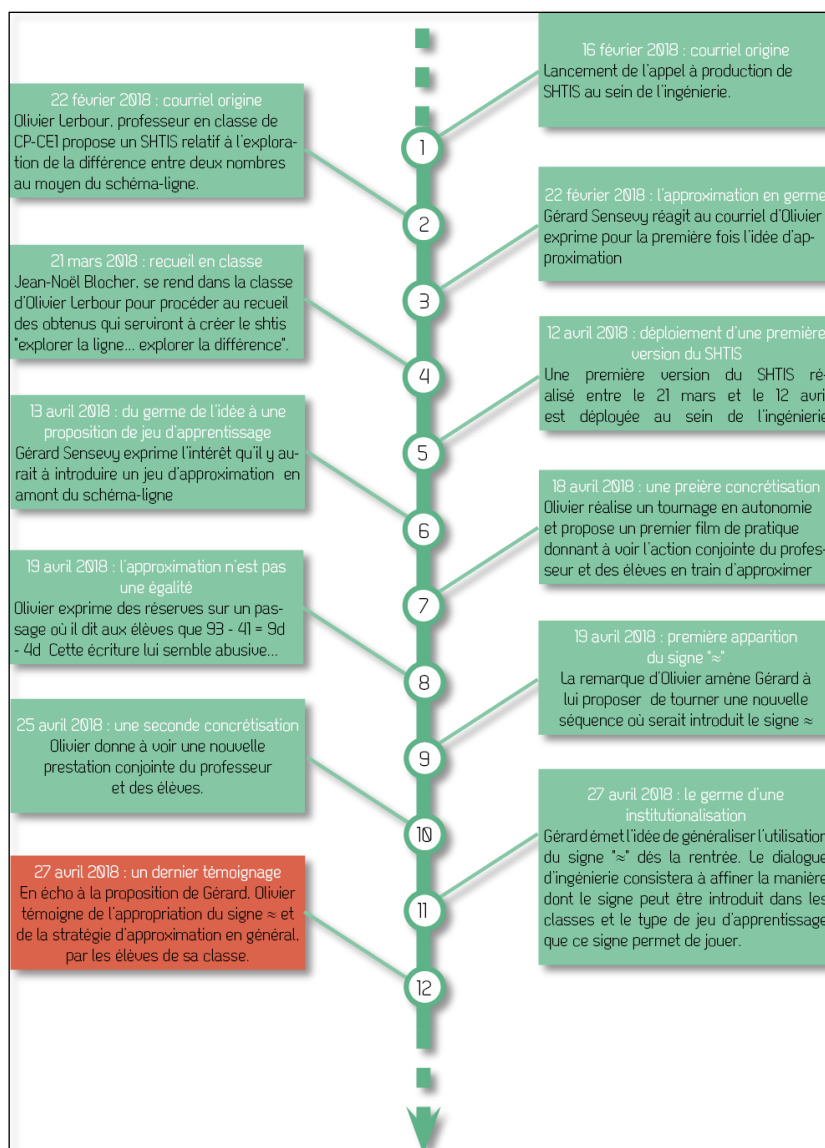 16 février 2018 : courriel origine
Lancement de l'appel à production de
SHTIS au sein de l'ingénierie.
1
22 février 2018 : courriel origine
Olivier Lerbour, professeur en classe de
CP-CE1 propose un SHTIS relatif à l'explora-
tion de la différence entre deux nombres
au moyen du schéma-ligne.
2
22 février 2018 : l'approximation en germe
Gérard Sensevy réagit au courriel d'Olivier
exprime pour la première fois l'idée d'ap-
proximation
3
21 mars 2018 : recueil en classe
Jean-Noël Blocher, se rend dans la classe
d'Olivier Lerbour pour procéder au recueil
des obtenus qui serviront à créer le shtis
"explorer la ligne... explorer la différence".
4
12 avril 2018 : déploiement d'une première
version du SHTIS
Une première version du SHTIS ré-
alisé entre le 21 mars et le 12 avril
est déployée au sein de l'ingénierie
5
13 avril 2018 : du germe de l'idée à une
proposition de jeu d'apprentissage
Gérard Sensevy exprime l'intérêt qu'il y au-
rait à introduire un jeu d'approximation en
amont du schéma-ligne
6
18 avril 2018 : une preière concrétisation
Olivier réalise un tournage en autonomie
et propose un premier film de pratique
donnant à voir l'action conjointe du profes-
seur et des élèves en train d'approximer
7
19 avril 2018 : l'approximation n'est pas
une égalité
Olivier exprime des réserves sur un pas-
sage où il dit aux élèves que 93 - 41 = 9d
- 4d Cette écriture lui semble abusive...
8
19 avril 2018 : première apparition
du signe "≈"
La remarque d'Olivier amène Gérard à
lui proposer de tourner une nouvelle
séquence où serait introduit le signe ≈
9
25 avril 2018 : une seconde concrétisation
Olivier donne à voir une nouvelle
prestation conjointe du professeur
et des élèves.
10
27 avril 2018 : le germe d'une
institutionalisation
Gérard émet l'idée de généraliser l'utilisation
du signe "≈" dés la rentrée. Le dialogue
d'ingénierie consistera à affiner la manière
dont le signe peut être introduit dans les
classes et le type de jeu d'apprentissage
que ce signe permet de jouer.
11
27 avril 2018 : un dernier témoignage
En écho à la proposition de Gérard, Olivier
témoigne de l'appropriation du signe ≈ et
de la stratégie d'approximation en général,
par les élèves de sa classe.
12